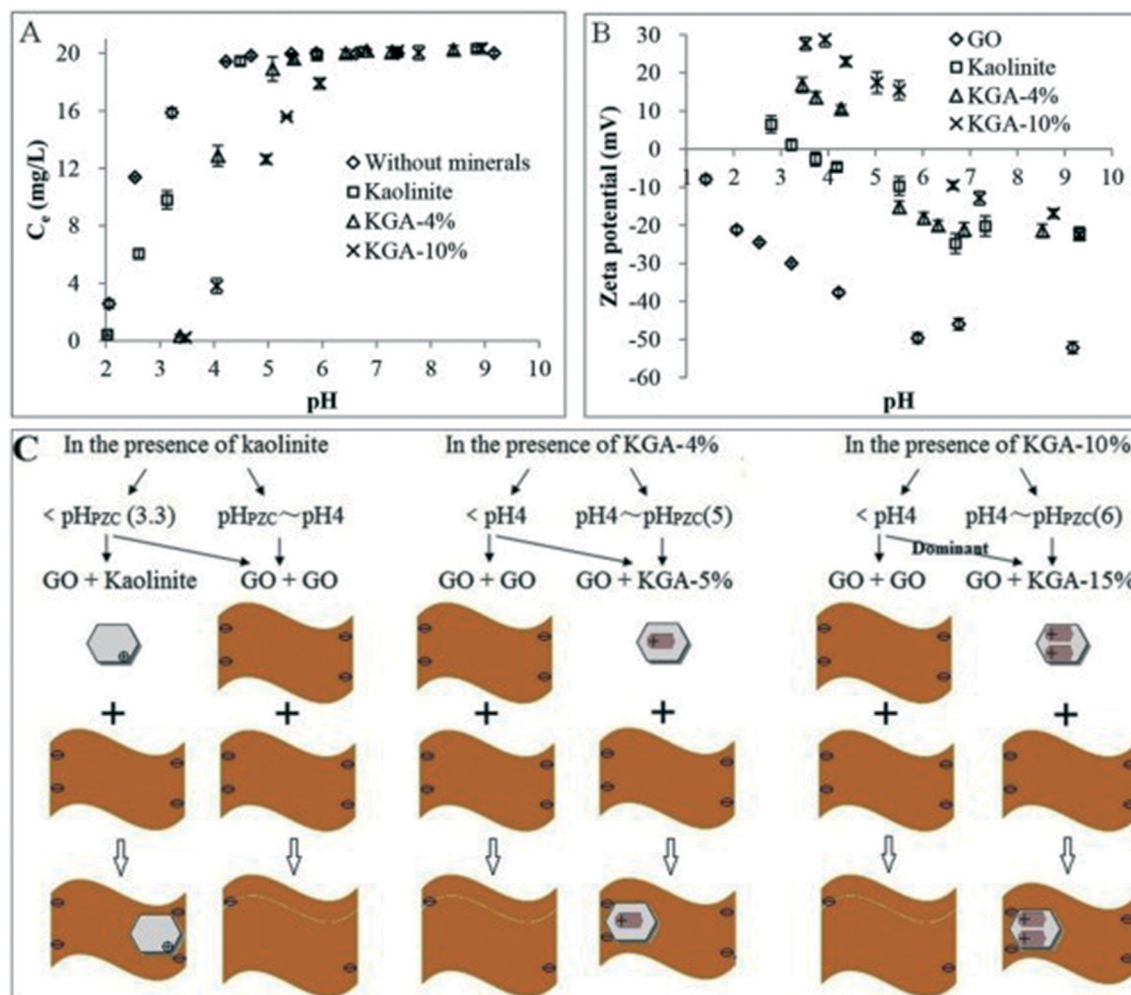 A
20
16
12
8
4
0
C_e (mg/L)
Without minerals
Kaolinite
KGA-4%
KGA-10%
2 3 4 5 6 7 8 9 10
pH
B
30
20
10
0
-10
-20
-30
-40
-50
-60
Zeta potential (mV)
GO
Kaolinite
KGA-4%
KGA-10%
1 2 3 4 5 6 7 8 9 10
pH
C
In the presence of kaolinite
< pHPZC (3.3) pHPZC~pH4
GO + Kaolinite GO + GO
+ +
In the presence of KGA-4%
< pH4 pH4~pHPZC(5)
GO + GO GO + KGA-5%
+ +
In the presence of KGA-10%
< pH4 pH4~pHPZC(6)
Dominant
GO + GO GO + KGA-15%
+ +